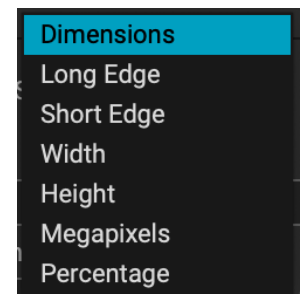 Dimensions
Long Edge
Short Edge
Width
Height
Megapixels
Percentage